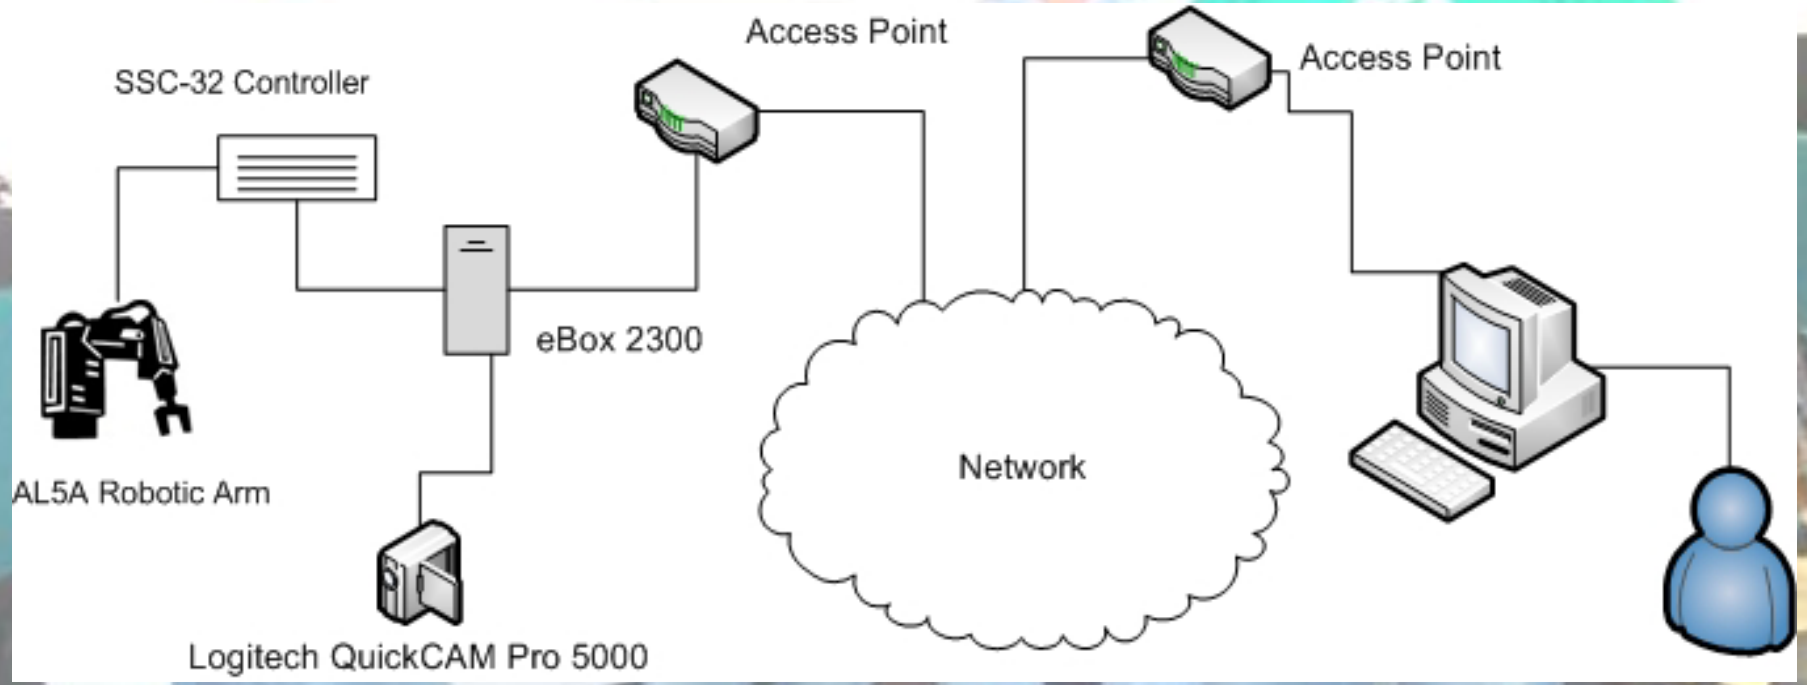 Access Point
Access Point
SSC-32 Controller
eBox 2300
Network
AL5A Robotic Arm
Logitech QuickCAM Pro 5000